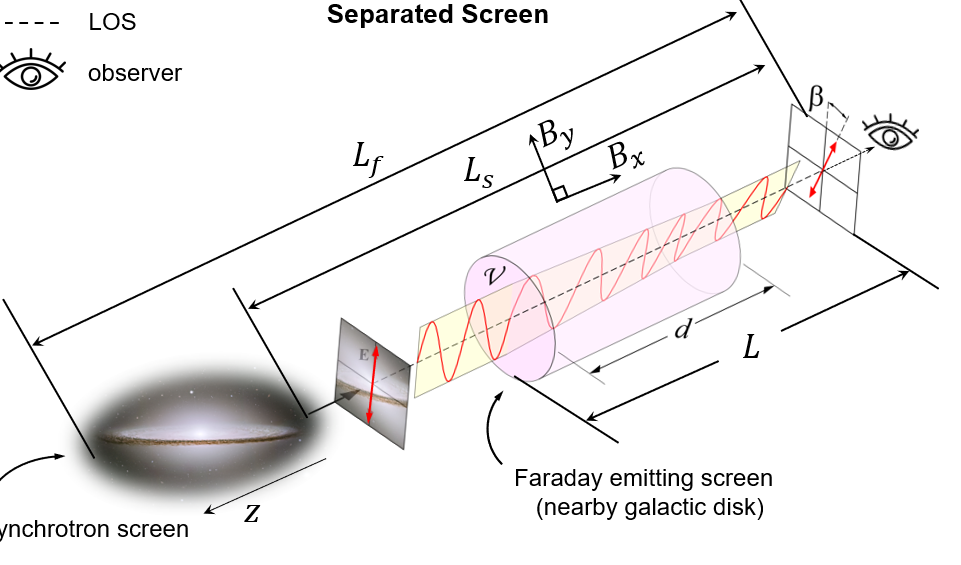 Separated Screen
LOS
observer
L_f
L_s
B_y
B_x
β
𝒱
E
d
L
z
Faraday emitting screen
(nearby galactic disk)
ynchrotron screen